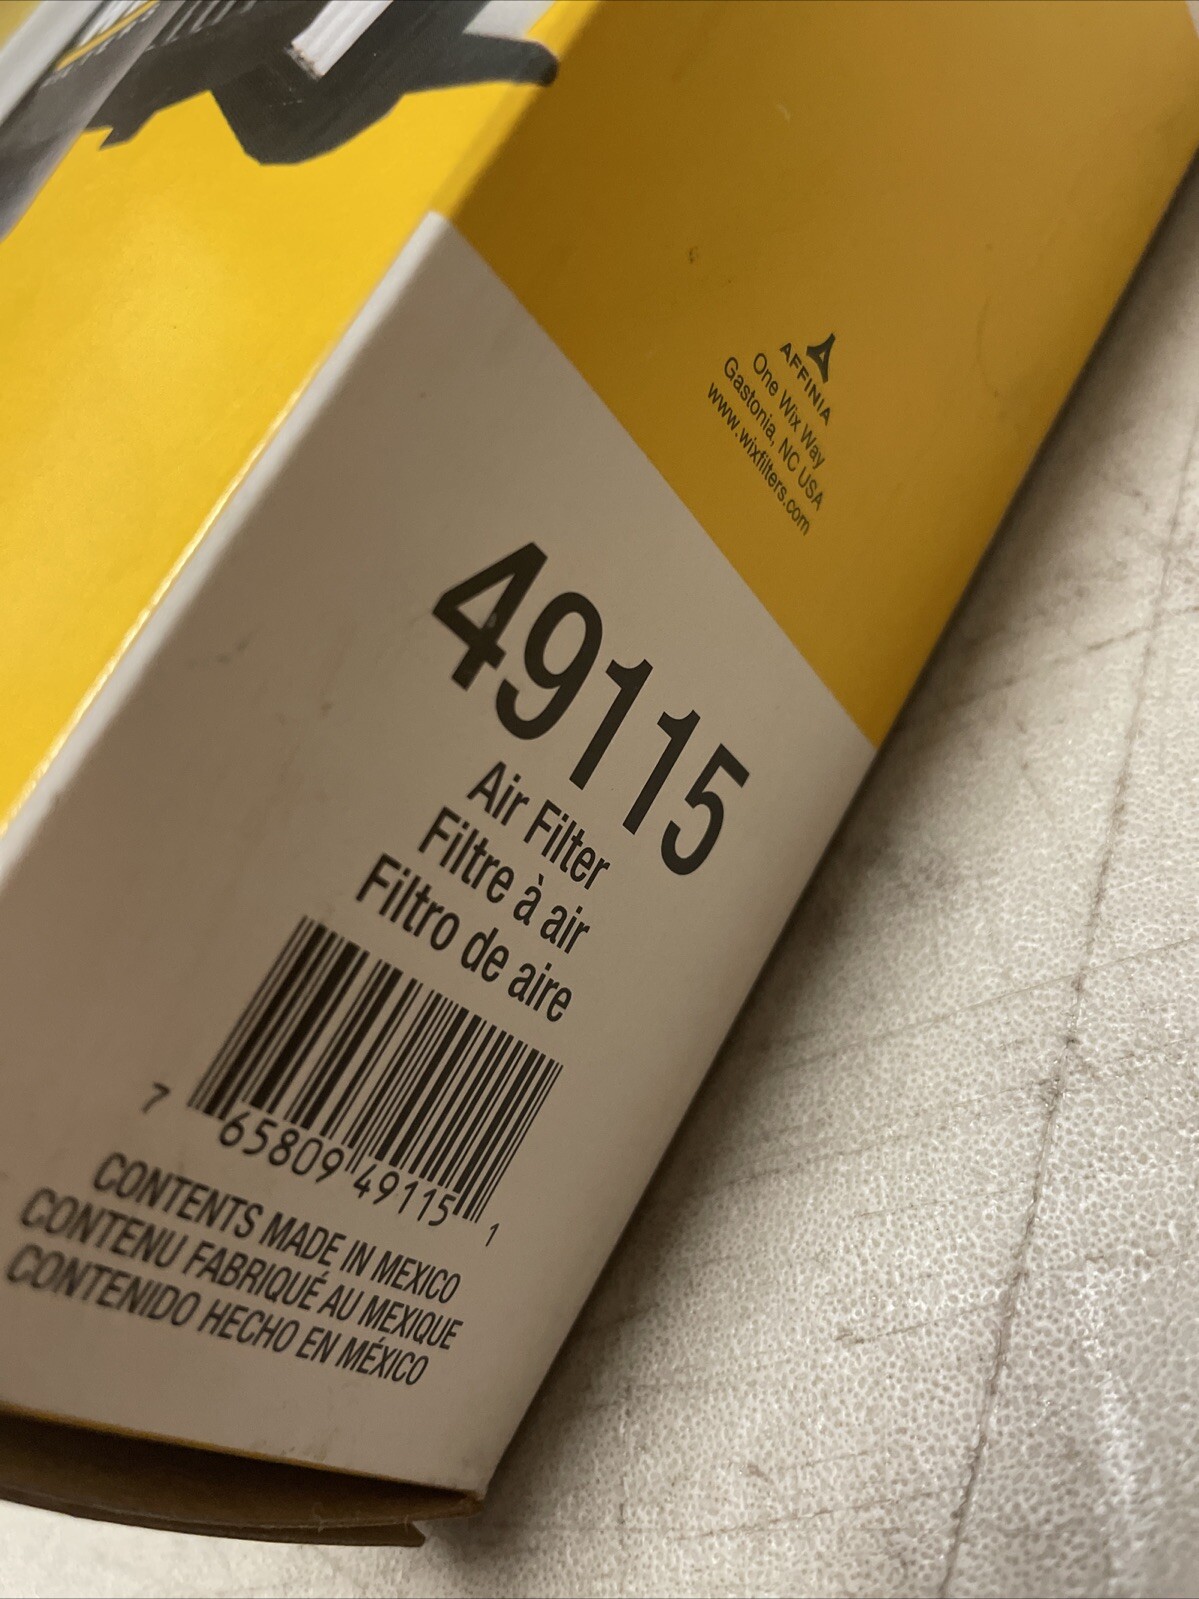 AFFINIA
One Wix Way
Gastonia, NC USA
www.wixfilters.com
49115
Air Filter
Filtre à air
Filtro de aire
7 65809 49115 1
CONTENTS MADE IN MEXICO
CONTENU FABRIQUÉ AU MEXIQUE
CONTENIDO HECHO EN MÉXICO